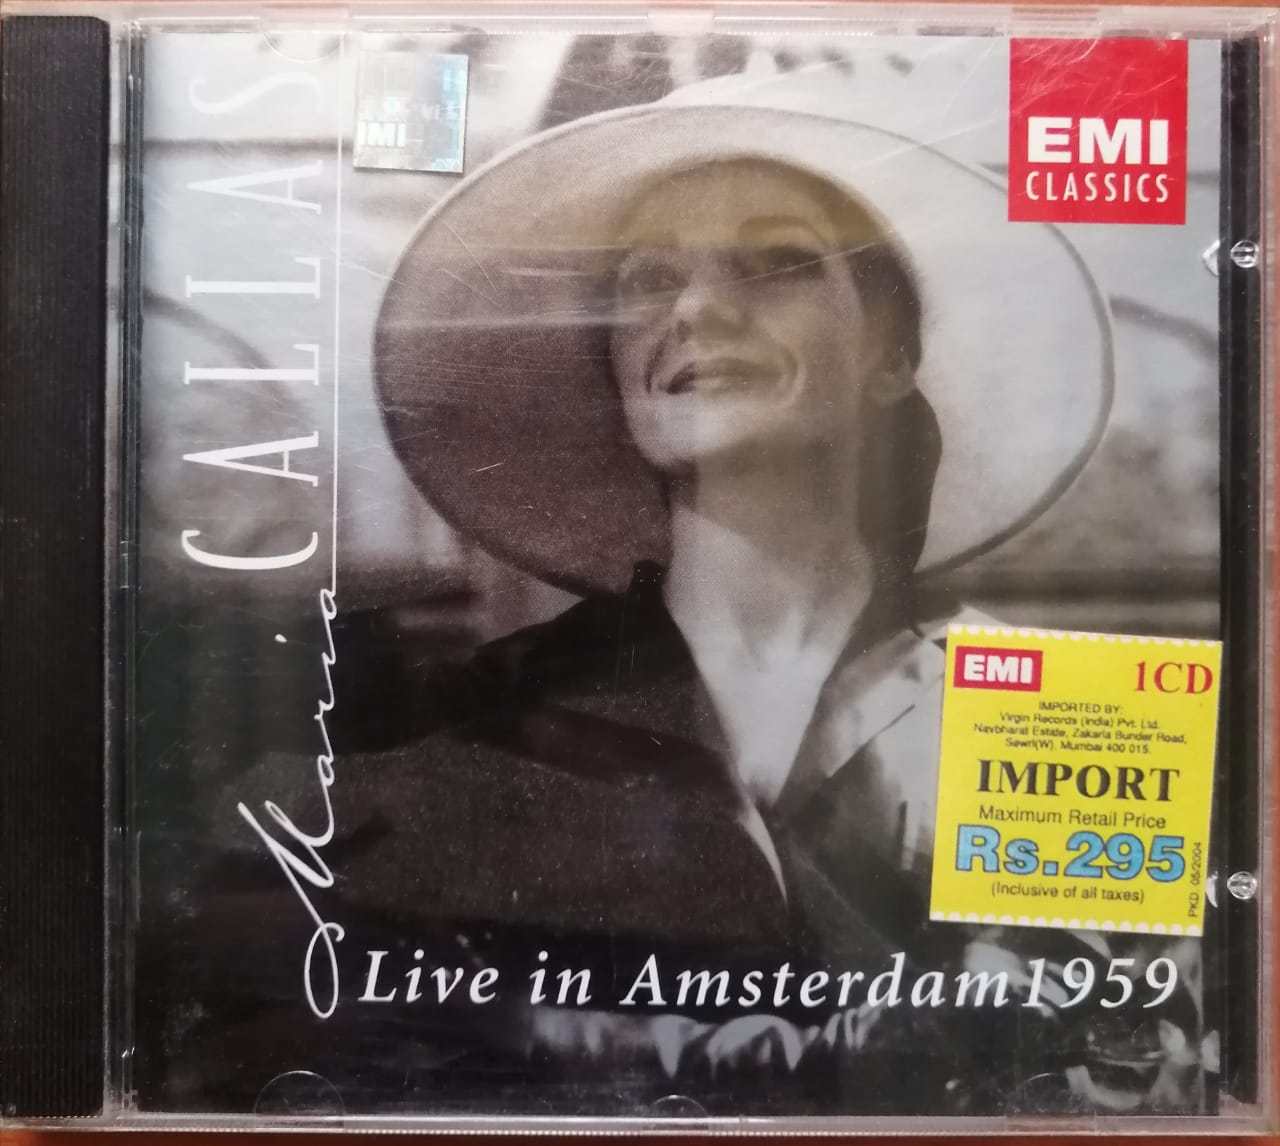 Maria CALLAS
IMI
EMI
CLASSICS
EMI 1CD
IMPORTED BY:
Virgin Records (India) Pvt. Ltd.
Navbharat Estate, Zakaria Bunder Road,
Sewri(W). Mumbai 400 015.
IMPORT
Maximum Retail Price
Rs.295
(Inclusive of all taxes)
PKD 05/2004
Live in Amsterdam 1959